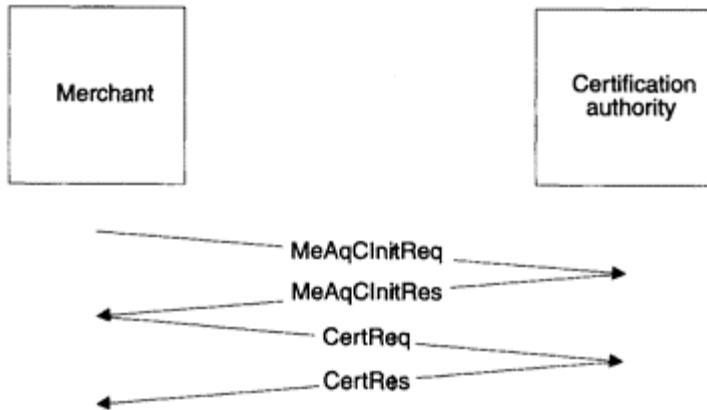 Merchant
Certification
authority
MeAqCInitReq
MeAqCInitRes
CertReq
CertRes